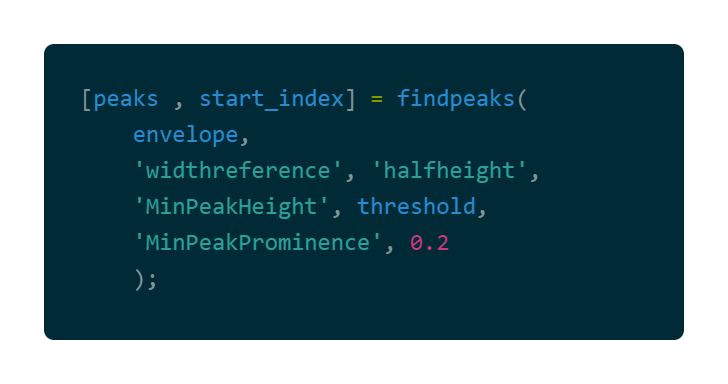 [peaks , start_index] = findpeaks(
envelope,
'widthreference', 'halfheight',
'MinPeakHeight', threshold,
'MinPeakProminence', 0.2
);